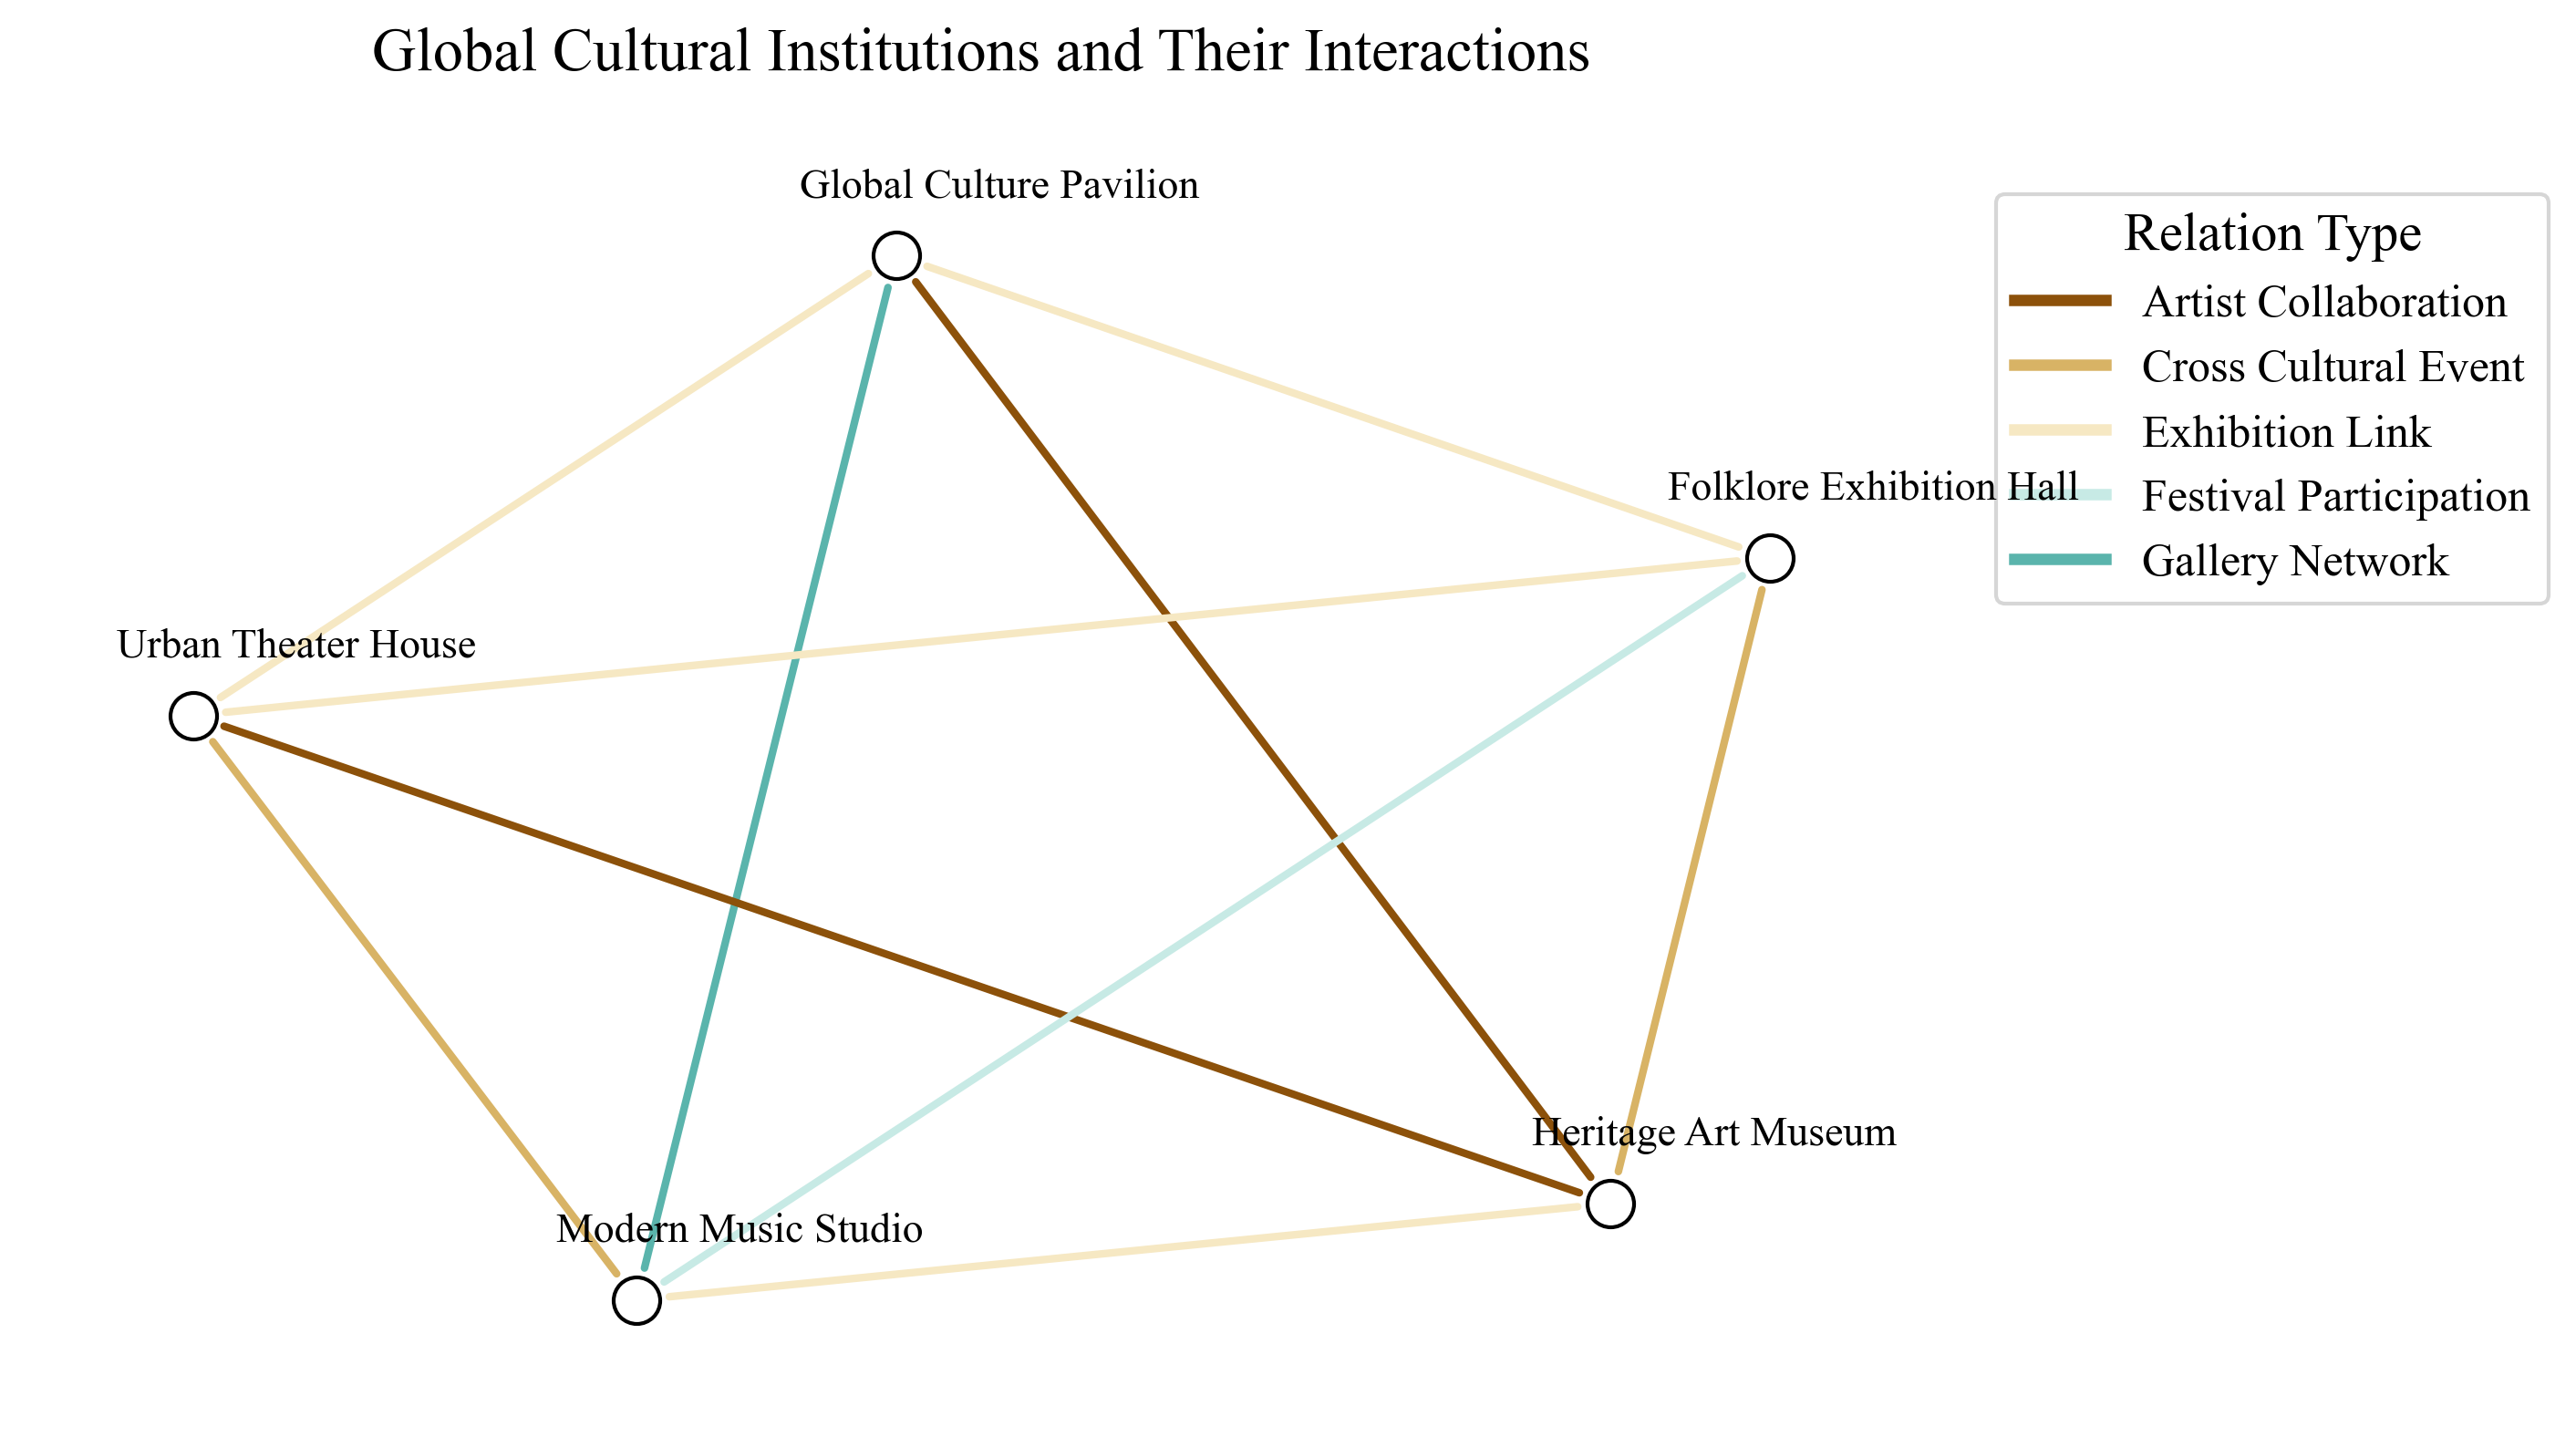 Global Cultural Institutions and Their Interactions
Global Culture Pavilion
Relation Type
Artist Collaboration
Cross Cultural Event
Exhibition Link
Folklore Exhibition Hall
Festival Participation
Gallery Network
Urban Theater House
Heritage Art Museum
Modern Music Studio